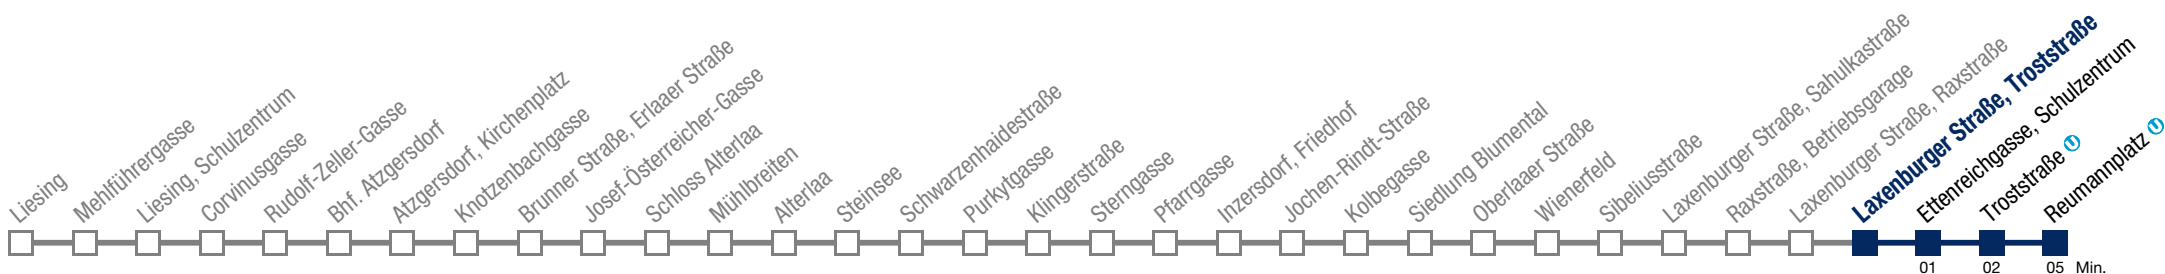 Liesing
Mehlführergasse
Liesing, Schulzentrum
Corvinusgasse
Rudolf-Zeller-Gasse
Bhf. Atzgersdorf
Atzgersdorf, Kirchenplatz
Knotzenbachgasse
Brunner Straße, Erlaaer Straße
Josef-Österreicher-Gasse
Schloss Alterlaa
Mühlbreiten
Alterlaa
Steinsee
Schwarzenhaidestraße
Purkytgasse
Klingerstraße
Sterngasse
Pfarrgasse
Inzersdorf, Friedhof
Jochen-Rindt-Straße
Kolbegasse
Siedlung Blumental
Oberlaaer Straße
Wienerfeld
Sibeliusstraße
Laxenburger Straße, Sahulkastraße
Raxstraße, Betriebsgarage
Laxenburger Straße, Raxstraße
Laxenburger Straße, Troststraße
Ettenreichgasse, Schulzentrum
Troststraße U
Reumannplatz U
01 02 05 Min.